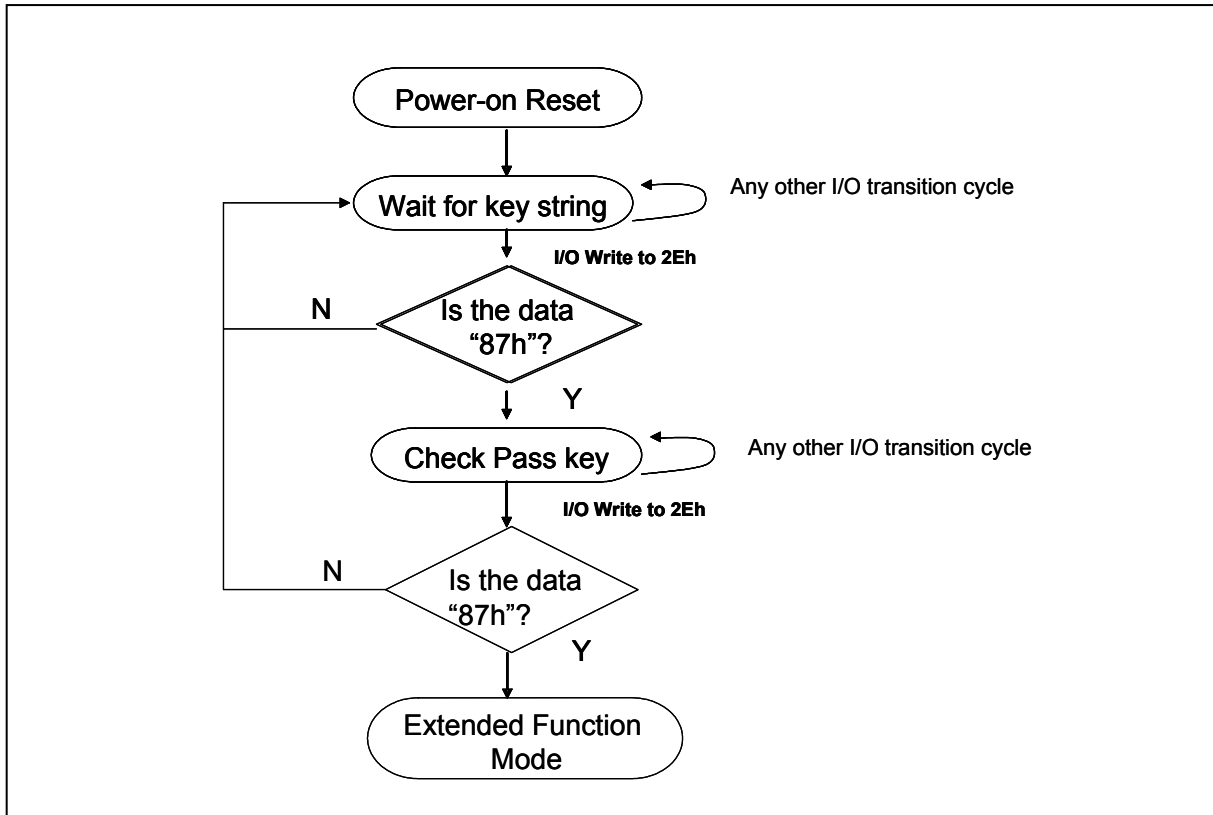 Power-on Reset
Wait for key string
Any other I/O transition cycle
I/O Write to 2Eh
Is the data
“87h”?
N
Y
Check Pass key
Any other I/O transition cycle
I/O Write to 2Eh
Is the data
“87h”?
N
Y
Extended Function
Mode